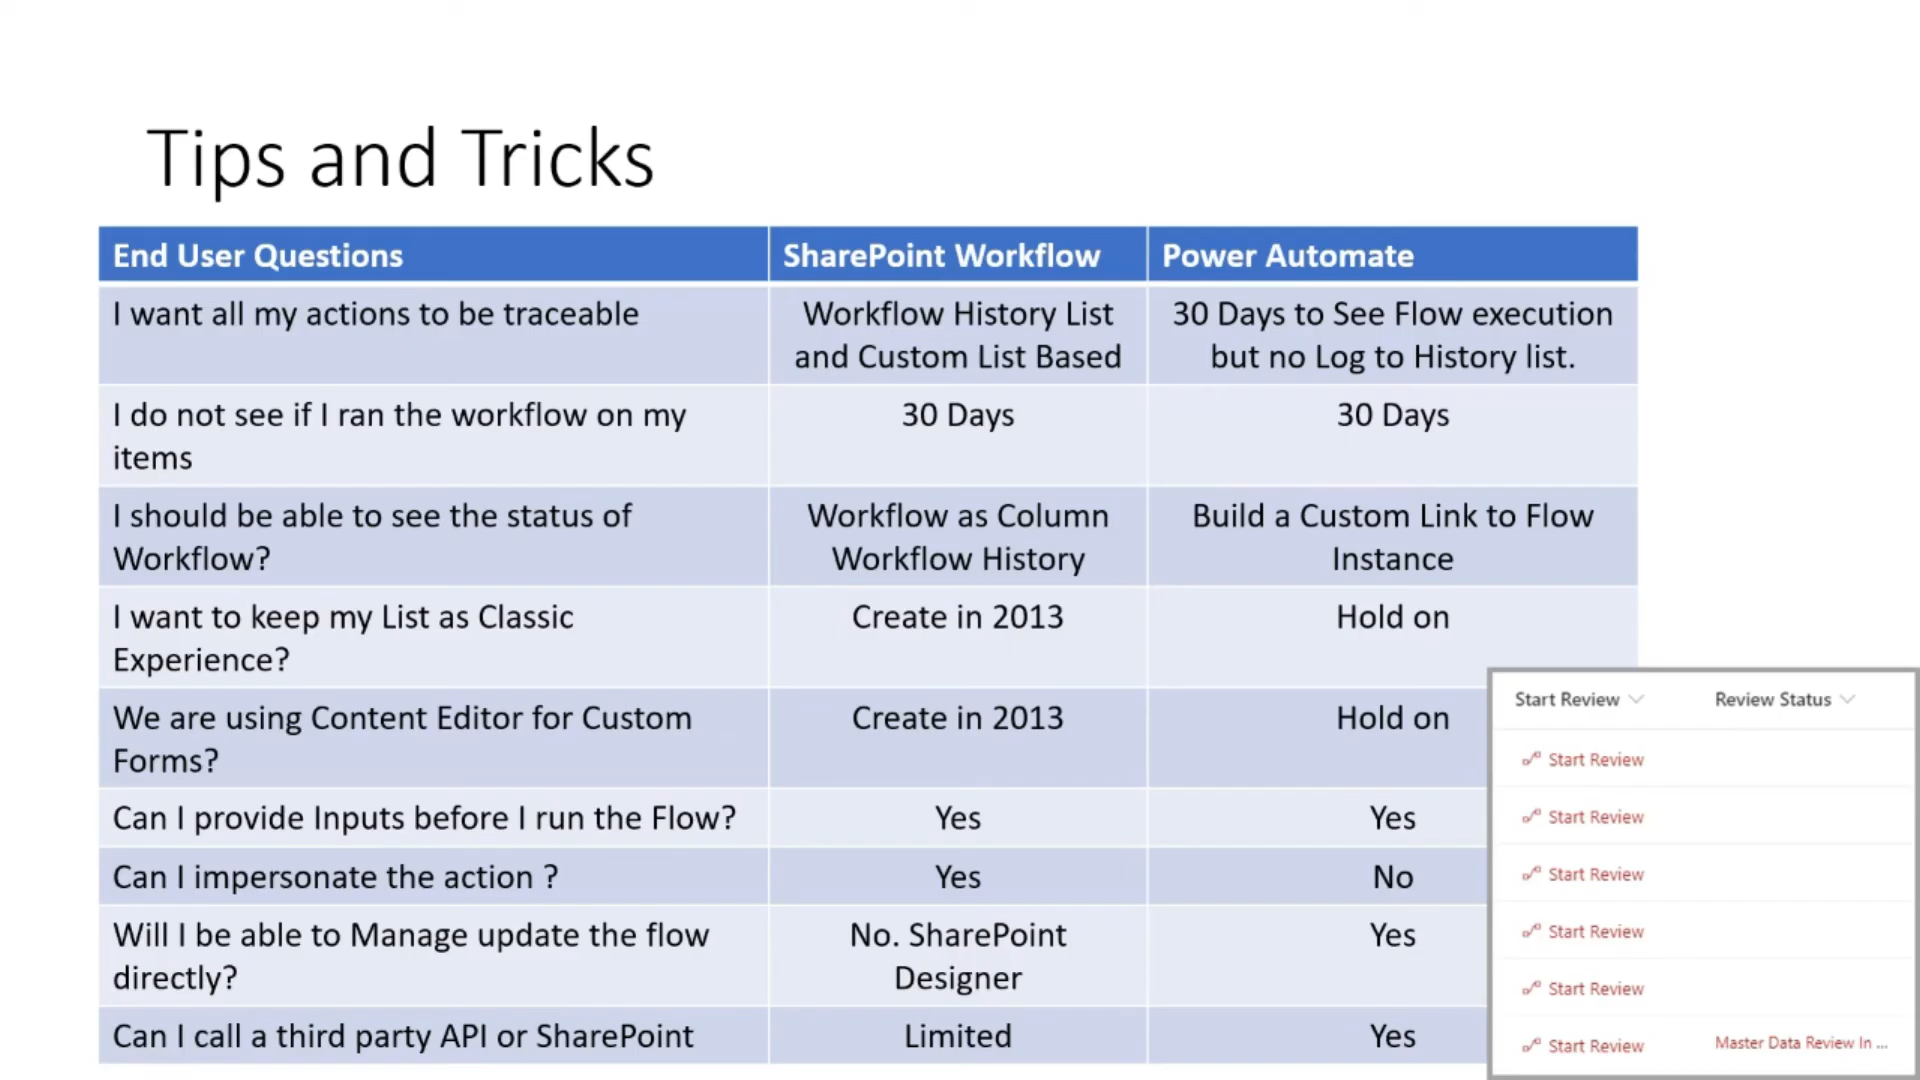 Tips and Tricks
End User Questions
SharePoint Workflow
Power Automate
I want all my actions to be traceable
Workflow History List
and Custom List Based
30 Days to See Flow execution
but no Log to History list.
I do not see if I ran the workflow on my
items
30 Days
30 Days
I should be able to see the status of
Workflow?
Workflow as Column
Workflow History
Build a Custom Link to Flow
Instance
I want to keep my List as Classic
Experience?
Create in 2013
Hold on
We are using Content Editor for Custom
Forms?
Create in 2013
Hold on
Can I provide Inputs before I run the Flow?
Yes
Yes
Can I impersonate the action ?
Yes
No
Will I be able to Manage update the flow
directly?
No. SharePoint
Designer
Yes
Can I call a third party API or SharePoint
Limited
Yes
Start Review
Review Status
Start Review
Start Review
Start Review
Start Review
Start Review
Start Review
Master Data Review In ...